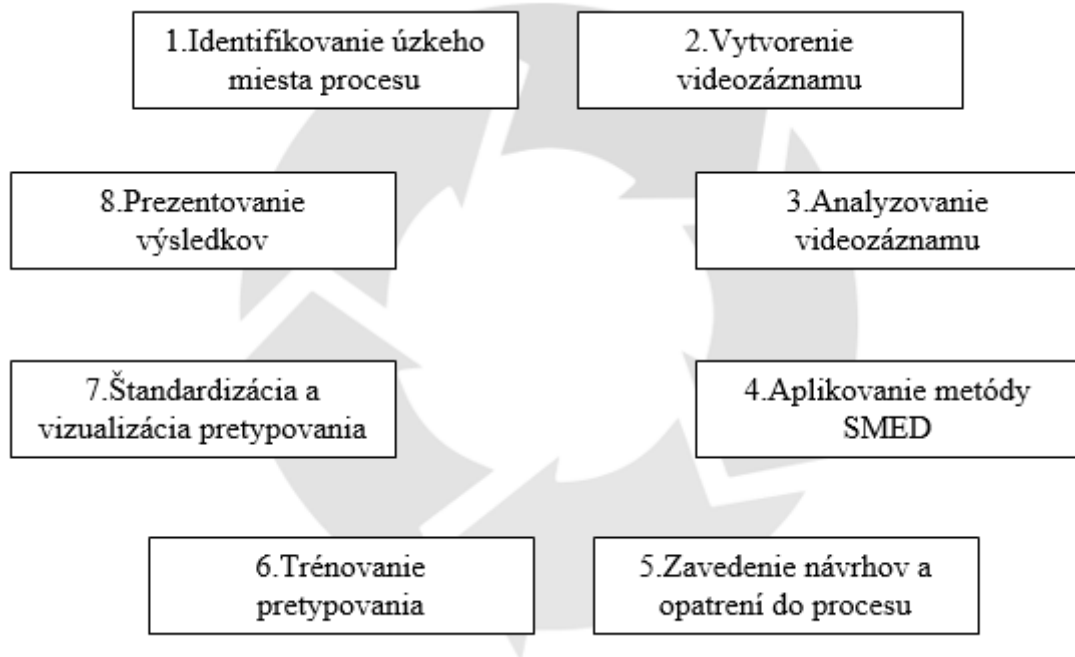 1.Identifikovanie úzkeho
miesta procesu
2.Vytvorenie
videozáznamu
3.Analyzovanie
videozáznamu
4.Aplikovanie metódy
SMED
5.Zavedenie návrhov a
opatrení do procesu
6.Trénovanie
pretypovania
7.Štandardizácia a
vizualizácia pretypovania
8.Prezentovanie
výsledkov